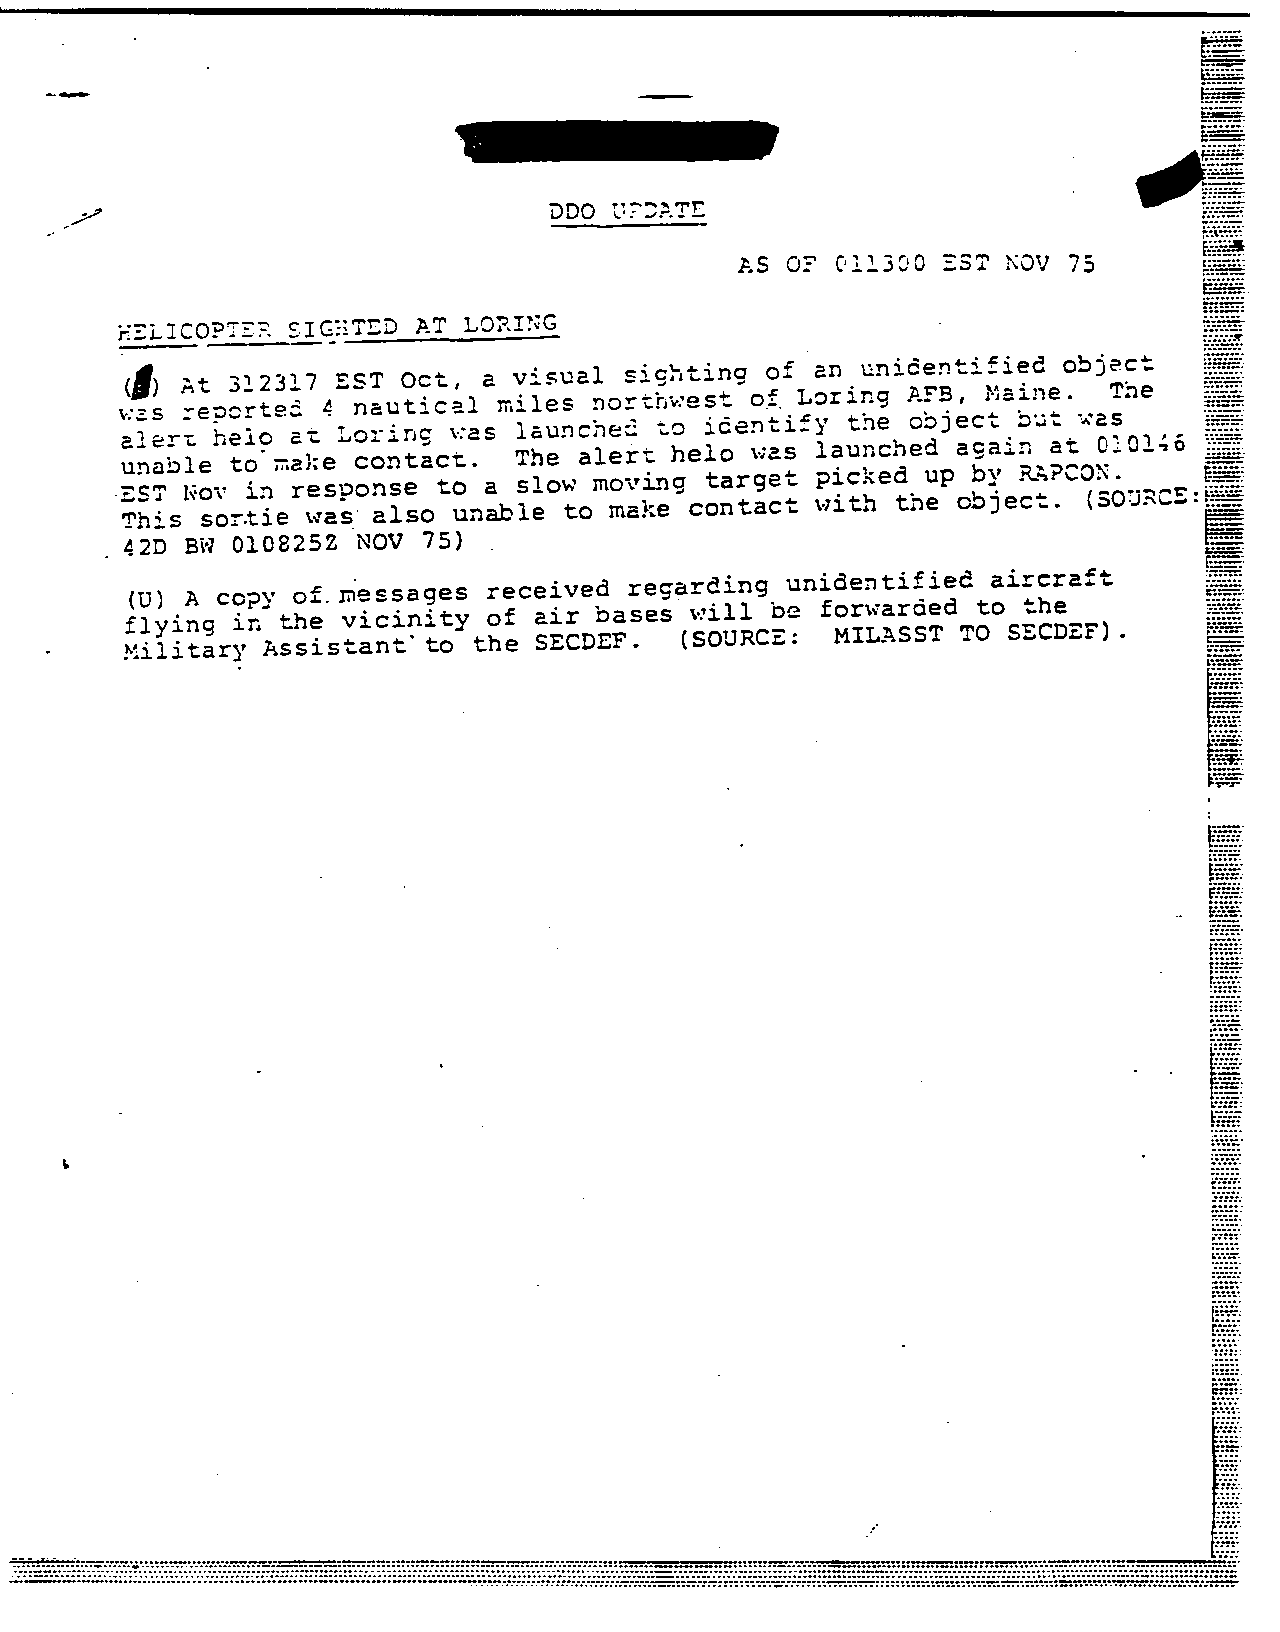 DDO UPDATE
AS OF 011300 EST NOV 75
HELICOPTER SIGHTED AT LORING
( ) At 312317 EST Oct, a visual sighting of an unidentified object
was reported 4 nautical miles northwest of Loring AFB, Maine. The
alert helo at Loring was launched to identify the object but was
unable to make contact. The alert helo was launched again at 010146
EST Nov in response to a slow moving target picked up by RAPCON.
This sortie was also unable to make contact with the object. (SOURCE:
42D BW 010825Z NOV 75)
(U) A copy of messages received regarding unidentified aircraft
flying in the vicinity of air bases will be forwarded to the
Military Assistant to the SECDEF. (SOURCE: MILASST TO SECDEF).